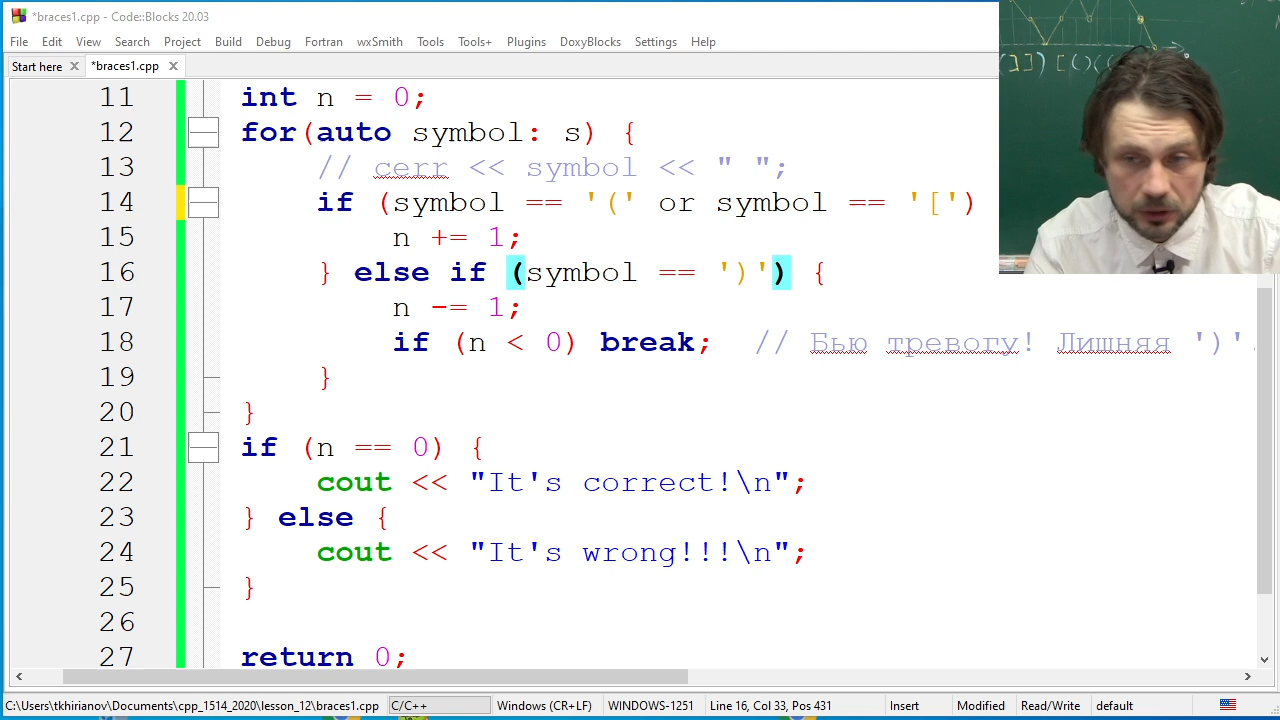 *braces1.cpp - Code::Blocks 20.03
File Edit View Search Project Build Debug Fortran wxSmith Tools Tools+ Plugins DoxyBlocks Settings Help
Start here *braces1.cpp
11 int n = 0;
12 for(auto symbol: s) {
13 // cerr << symbol << " ";
14 if (symbol == '(' or symbol == '[')
15 n += 1;
16 } else if (symbol == ')') {
17 n -= 1;
18 if (n < 0) break; // Бью тревогу! Лишняя ')'.
19 }
20 }
21 if (n == 0) {
22 cout << "It's correct!\n";
23 } else {
24 cout << "It's wrong!!!\n";
25 }
26
27 return 0;
C:\Users\tkhirianov\Documents\cpp_1514_2020\lesson_12\braces1.cpp C/C++ Windows (CR+LF) WINDOWS-1251 Line 16, Col 33, Pos 431 Insert Modified Read/Write default